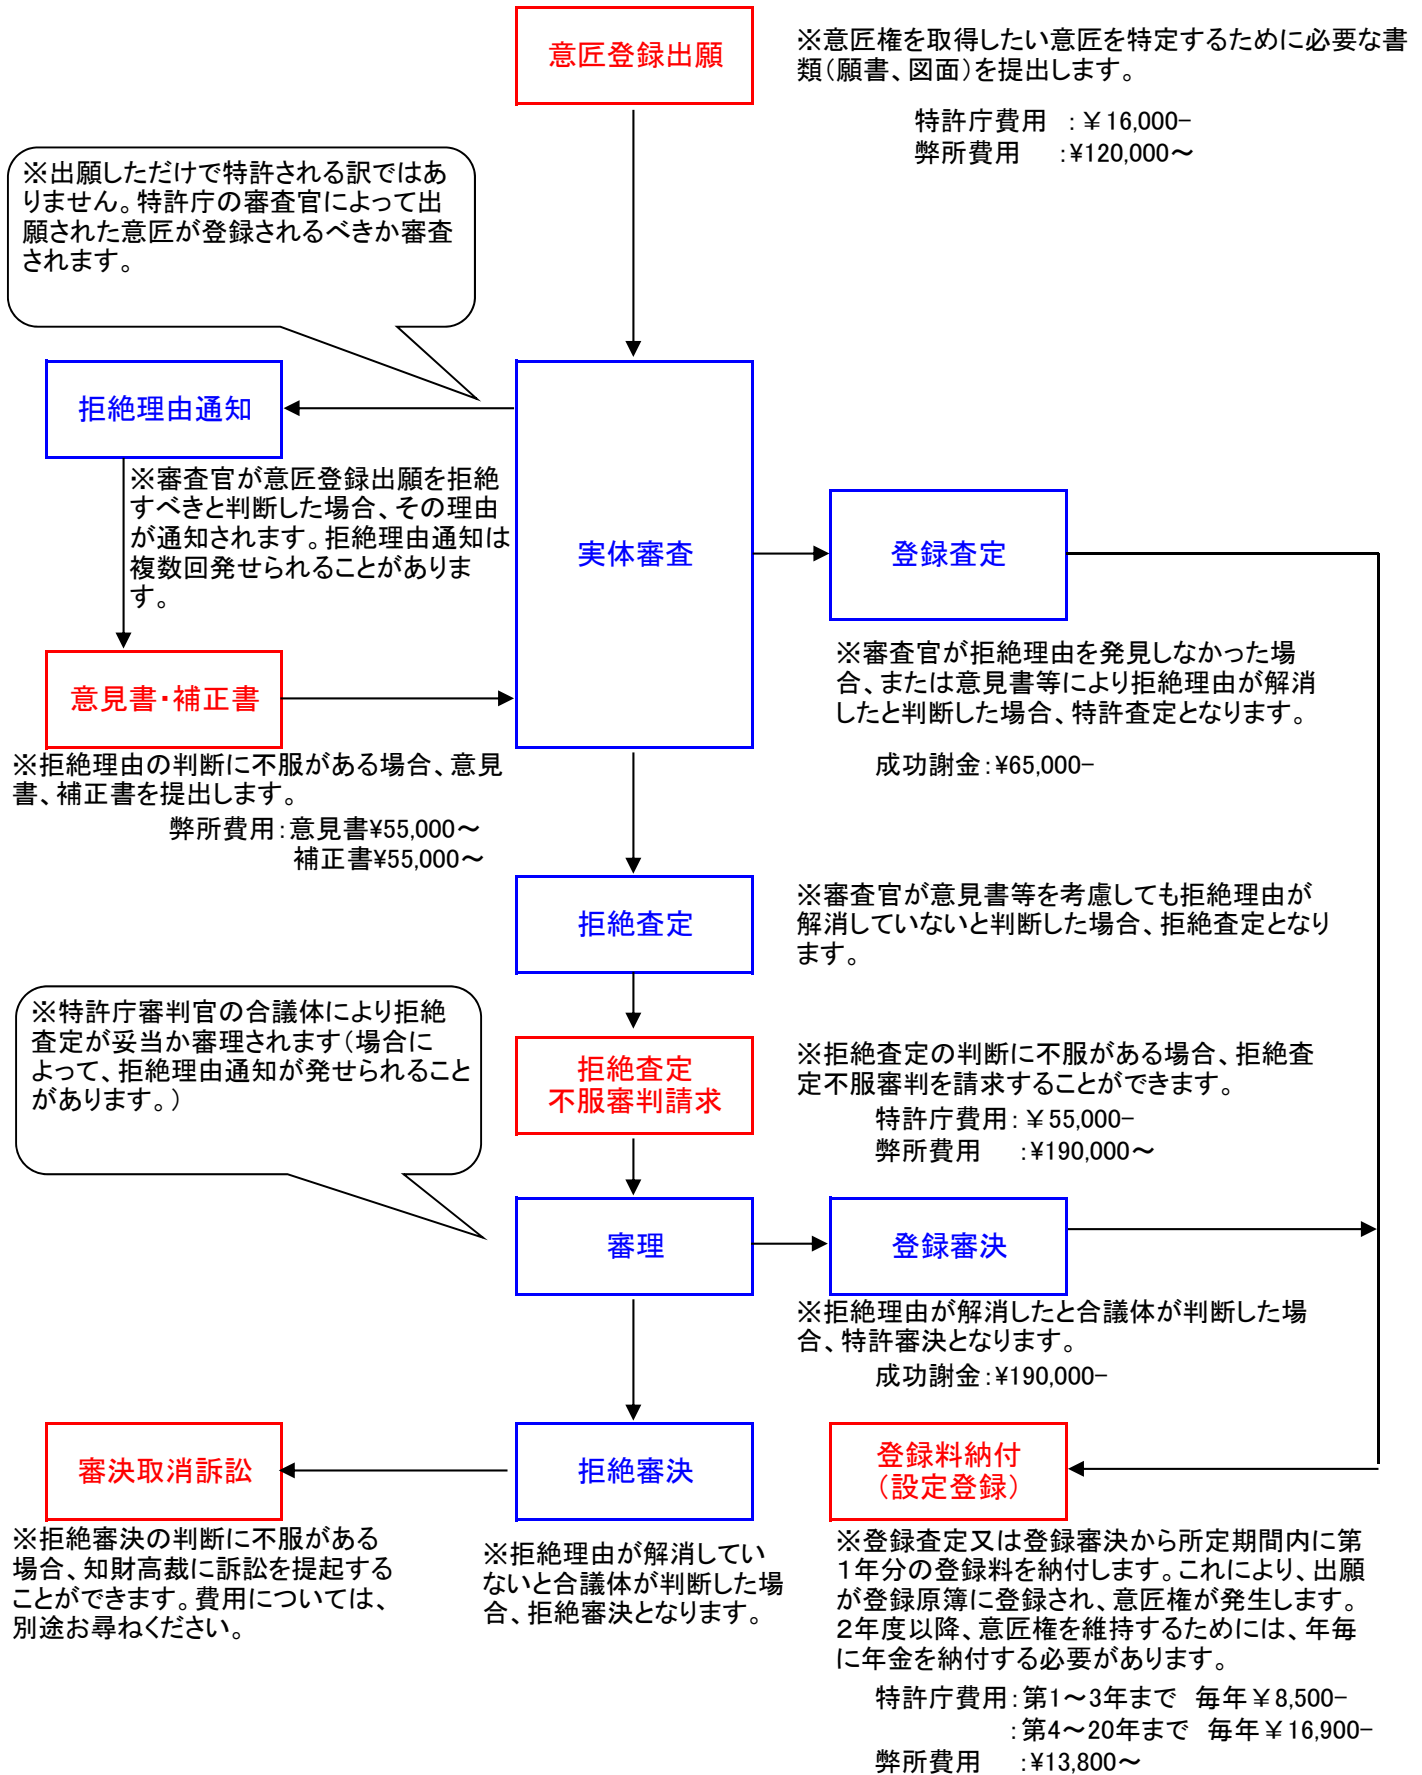 意匠登録出願
※意匠権を取得したい意匠を特定するために必要な書
類(願書、図面)を提出します。
特許庁費用　:￥16,000-
弊所費用　:¥120,000～
※出願しただけで特許される訳ではあ
りません。特許庁の審査官によって出
願された意匠が登録されるべきか審査
されます。
拒絶理由通知
※審査官が意匠登録出願を拒絶
すべきと判断した場合、その理由
が通知されます。拒絶理由通知は
複数回発せられることがありま
す。
実体審査
登録査定
※審査官が拒絶理由を発見しなかった場
合、または意見書等により拒絶理由が解消
したと判断した場合、特許査定となります。
成功謝金:¥65,000-
意見書・補正書
※拒絶理由の判断に不服がある場合、意見
書、補正書を提出します。
弊所費用:意見書¥55,000～
補正書¥55,000～
拒絶査定
※審査官が意見書等を考慮しても拒絶理由が
解消していないと判断した場合、拒絶査定となり
ます。
※特許庁審判官の合議体により拒絶
査定が妥当か審理されます(場合に
よって、拒絶理由通知が発せられること
があります。)
拒絶査定
不服審判請求
※拒絶査定の判断に不服がある場合、拒絶査
定不服審判を請求することができます。
特許庁費用:￥55,000-
弊所費用　:¥190,000～
審理
登録審決
※拒絶理由が解消したと合議体が判断した場
合、特許審決となります。
成功謝金:¥190,000-
審決取消訴訟
※拒絶審決の判断に不服がある
場合、知財高裁に訴訟を提起する
ことができます。費用については、
別途お尋ねください。
拒絶審決
※拒絶理由が解消してい
ないと合議体が判断した場
合、拒絶審決となります。
登録料納付
(設定登録)
※登録査定又は登録審決から所定期間内に第
1年分の登録料を納付します。これにより、出願
が登録原簿に登録され、意匠権が発生します。
2年度以降、意匠権を維持するためには、年毎
に年金を納付する必要があります。
特許庁費用:第1～3年まで　毎年￥8,500-
:第4～20年まで　毎年￥16,900-
弊所費用　:¥13,800～